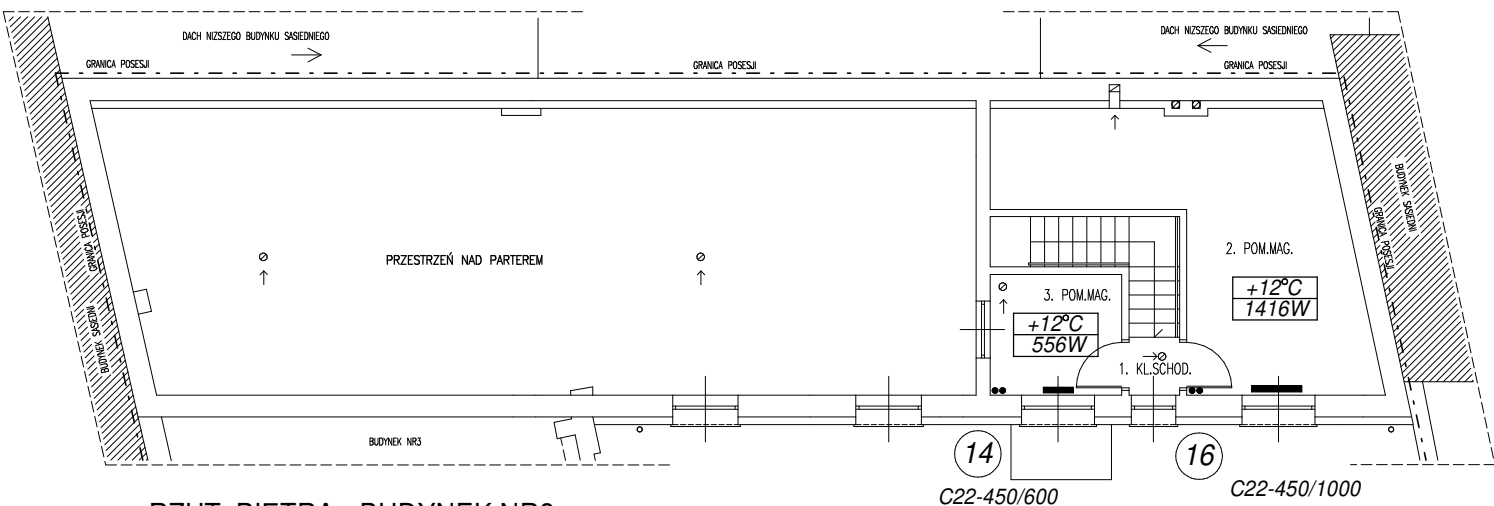 DACH NIZSZEGO BUDYNKU SASIEDNIEGO
DACH NIZSZEGO BUDYNKU SASIEDNIEGO
GRANICA POSESJI
GRANICA POSESJI
GRANICA POSESJI
BUDYNEK SASIEDNI
GRANICA POSESJI
GRANICA POSESJI
GRANICA POSESJI
BUDYNEK SASIEDNI
PRZESTRZEŃ NAD PARTEREM
2. POM.MAG.
+12°C
1416W
3. POM.MAG.
+12°C
556W
1. KL.SCHOD.
BUDYNEK NR3
14
16
C22-450/600
C22-450/1000